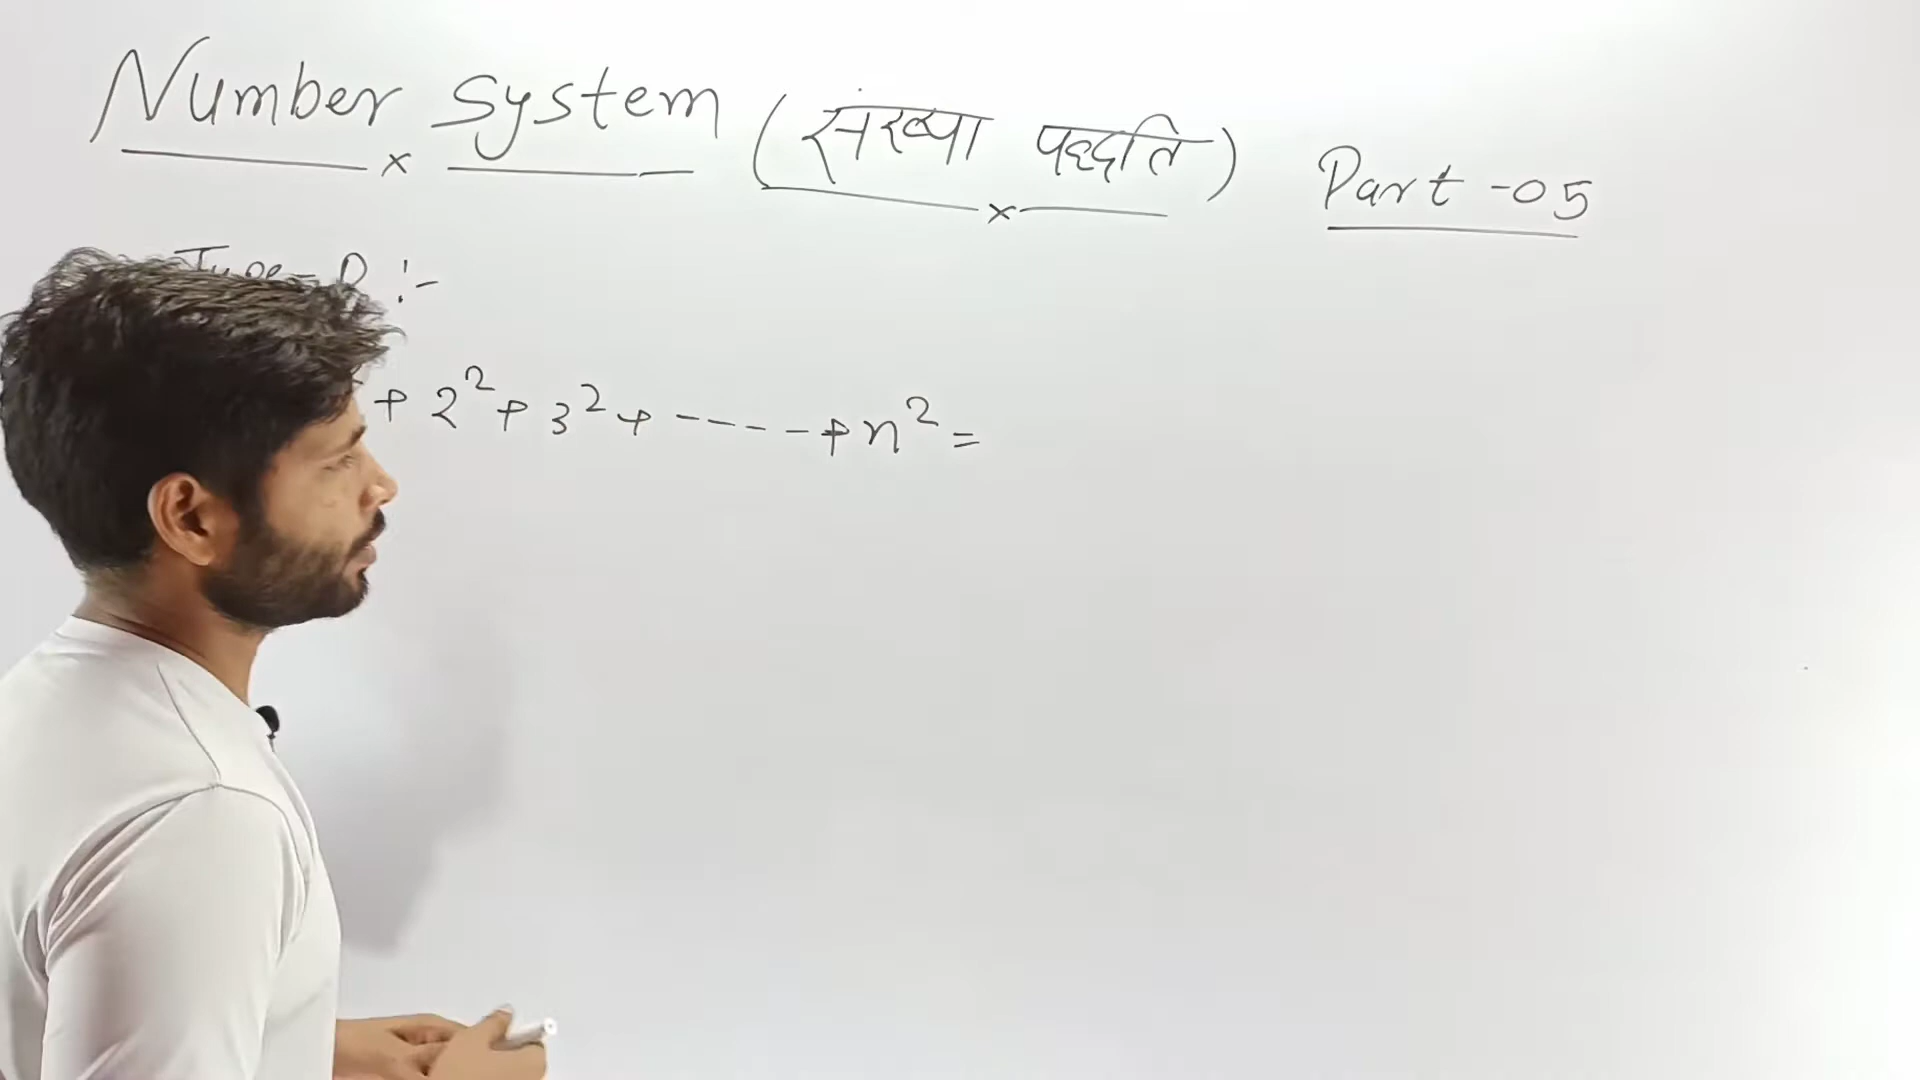 Number System (संख्या पद्धति) Part -05
Type - D :-
+ 2² + 3² + ----- + n² =